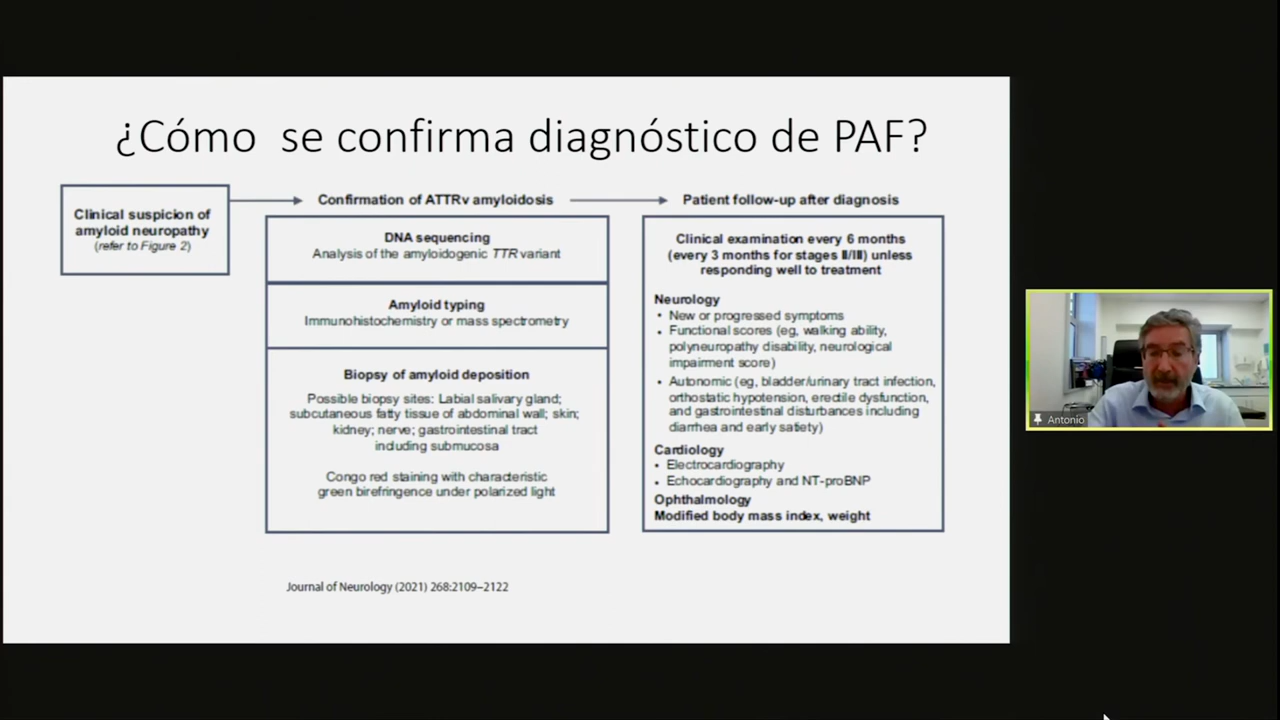 ¿Cómo se confirma diagnóstico de PAF?
Clinical suspicion of
amyloid neuropathy
(refer to Figure 2)
Confirmation of ATTRv amyloidosis
DNA sequencing
Analysis of the amyloidogenic TTR variant
Amyloid typing
Immunohistochemistry or mass spectrometry
Biopsy of amyloid deposition
Possible biopsy sites: Labial salivary gland;
subcutaneous fatty tissue of abdominal wall; skin;
kidney; nerve; gastrointestinal tract
including submucosa
Congo red staining with characteristic
green birefringence under polarized light
Patient follow-up after diagnosis
Clinical examination every 6 months
(every 3 months for stages II/III) unless
responding well to treatment
Neurology
• New or progressed symptoms
• Functional scores (eg, walking ability,
polyneuropathy disability, neurological
impairment score)
• Autonomic (eg, bladder/urinary tract infection,
orthostatic hypotension, erectile dysfunction,
and gastrointestinal disturbances including
diarrhea and early satiety)
Cardiology
• Electrocardiography
• Echocardiography and NT-proBNP
Ophthalmology
Modified body mass index, weight
Journal of Neurology (2021) 268:2109–2122
Antonio